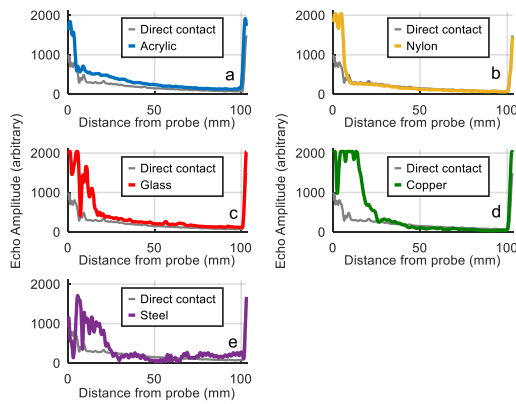 2000
1000
0
0
50
100
Direct contact
Acrylic
a
Distance from probe (mm)
2000
1000
0
0
50
100
Direct contact
Nylon
b
Distance from probe (mm)
Echo Amplitude (arbitrary)
2000
1000
0
0
50
100
Direct contact
Glass
c
Distance from probe (mm)
Echo Amplitude (arbitrary)
2000
1000
0
0
50
100
Direct contact
Copper
d
Distance from probe (mm)
2000
1000
0
0
50
100
Direct contact
Steel
e
Distance from probe (mm)